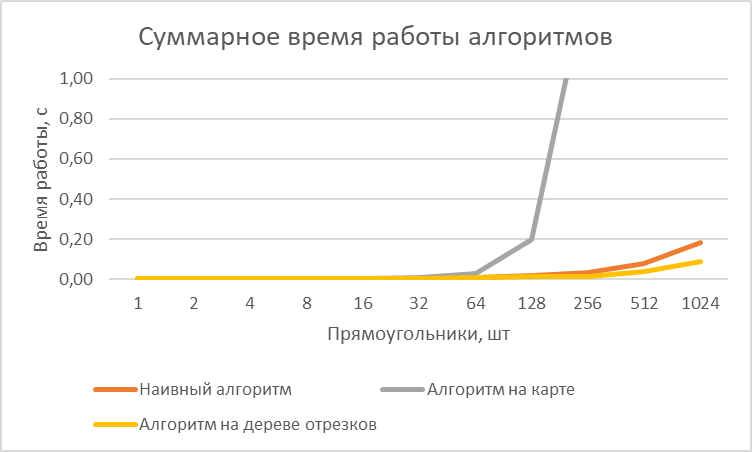 Суммарное время работы алгоритмов
Время работы, с
1,00
0,80
0,60
0,40
0,20
0,00
1 2 4 8 16 32 64 128 256 512 1024
Прямоугольники, шт
Наивный алгоритм Алгоритм на карте
Алгоритм на дереве отрезков